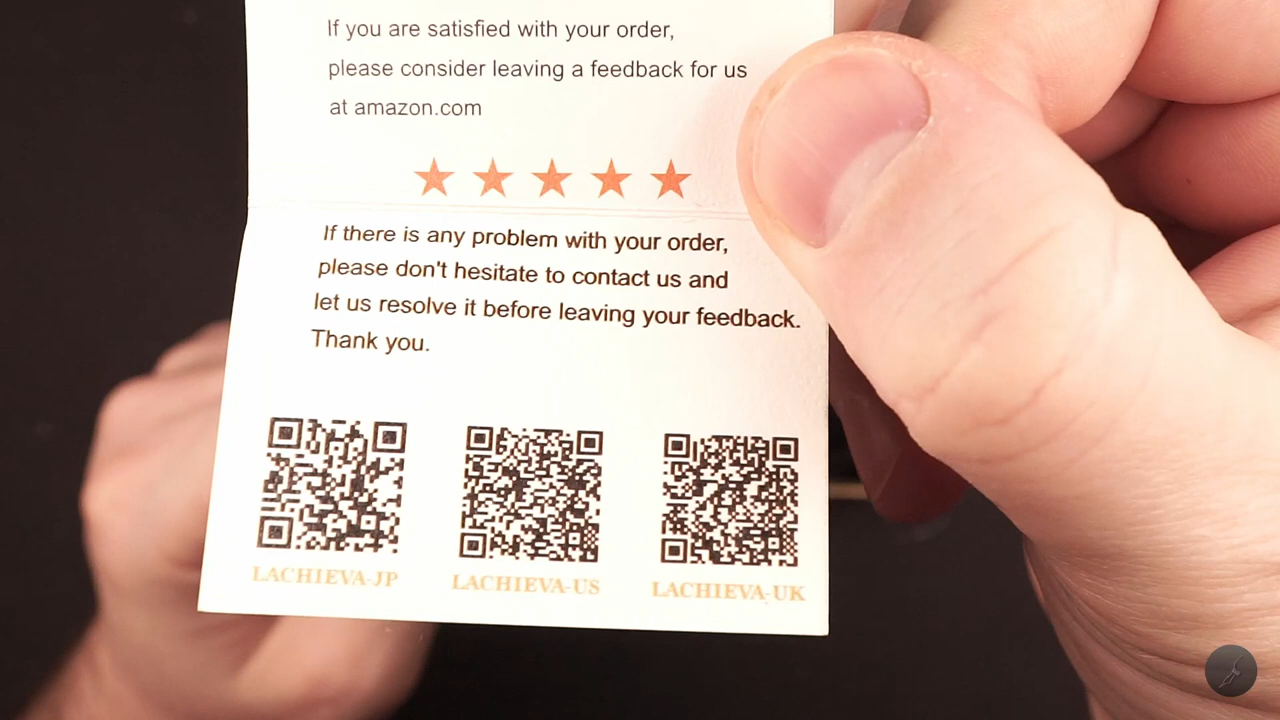 If you are satisfied with your order,
please consider leaving a feedback for us
at amazon.com
If there is any problem with your order,
please don't hesitate to contact us and
let us resolve it before leaving your feedback.
Thank you.
LACHIEVA-JP
LACHIEVA-US
LACHIEVA-UK